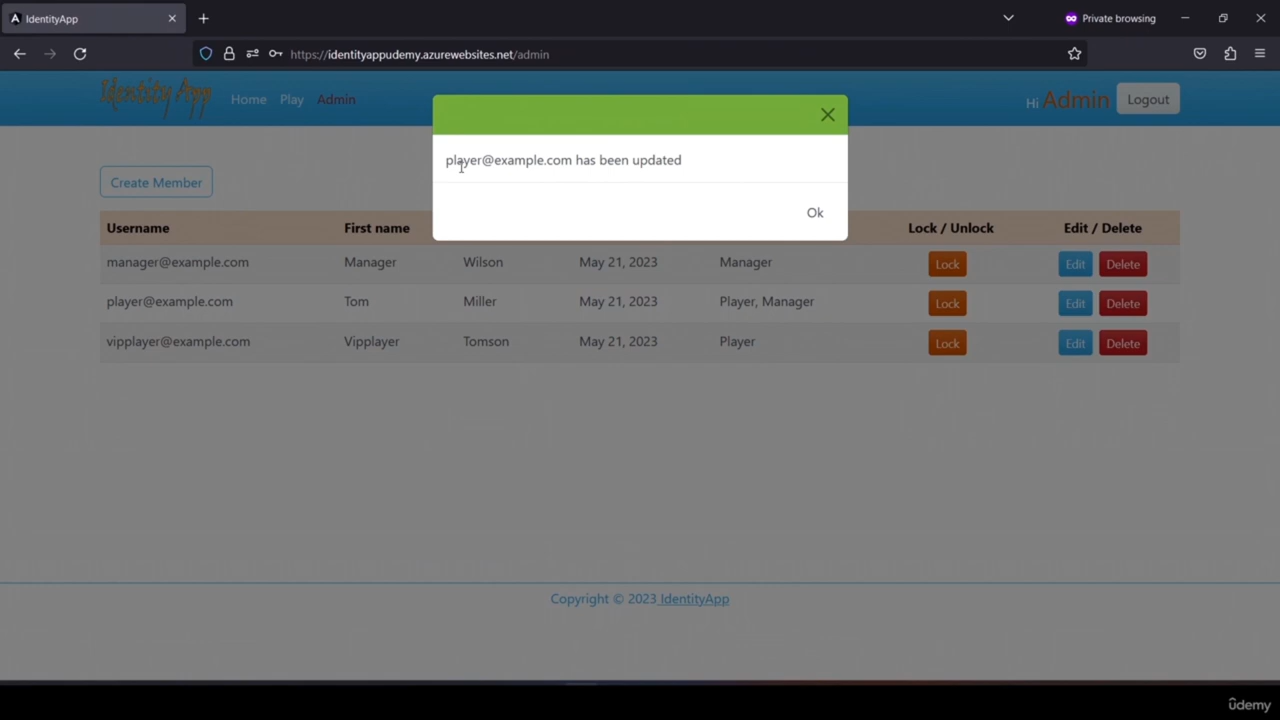 IdentityApp
Private browsing
https://identityappudemy.azurewebsites.net/admin
Identity App Home Play Admin Hi Admin Logout
player@example.com has been updated
Ok
Create Member
Username First name Lock / Unlock Edit / Delete
manager@example.com Manager Wilson May 21, 2023 Manager Lock Edit Delete
player@example.com Tom Miller May 21, 2023 Player, Manager Lock Edit Delete
vipplayer@example.com Vipplayer Tomson May 21, 2023 Player Lock Edit Delete
Copyright © 2023 IdentityApp
ûdemy